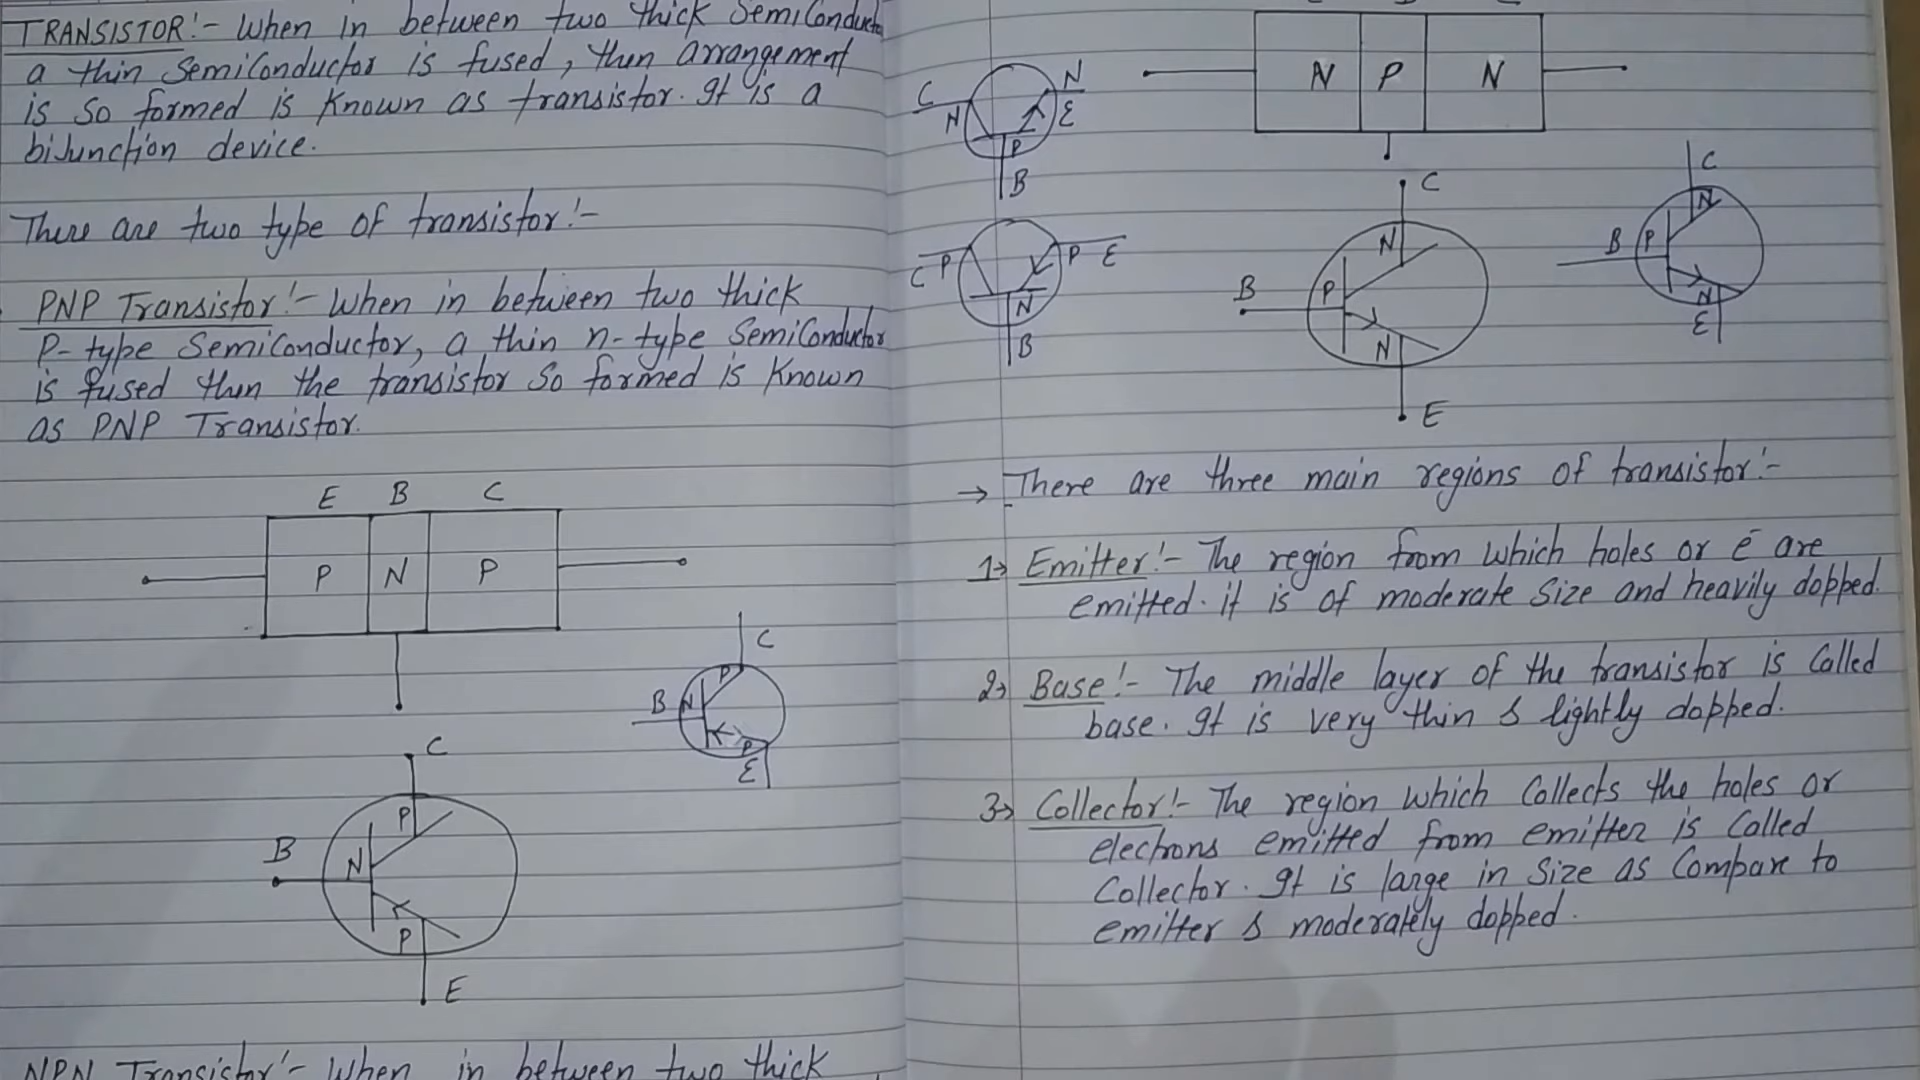 TRANSISTOR!- When in between two thick Semiconducto
a thin Semiconductor is fused, then arrangement
is so formed is known as transistor. It is a
bijunction device.
There are two type of transistor!-
PNP Transistor!- When in between two thick
P-type Semiconductor, a thin n-type Semiconductor
is fused then the transistor so formed is known
as PNP Transistor.
E B C
P N P
C
P
B N
P
E
C
P
B N
P
E
NPN Transistor!- When in between two thick
N P N
C N N E
P
B
C P P E
N
B
C
N
B P
N
E
C
N
B P
N
E
→ There are three main regions of transistor!-
1→ Emitter!- The region from which holes or ē are
emitted. it is of moderate size and heavily dopped.
2→ Base!- The middle layer of the transistor is called
base. It is very thin & lightly dopped.
3→ Collector!- The region which collects the holes or
electrons emitted from emitter is called
Collector. It is large in size as compare to
emitter & moderately dopped.